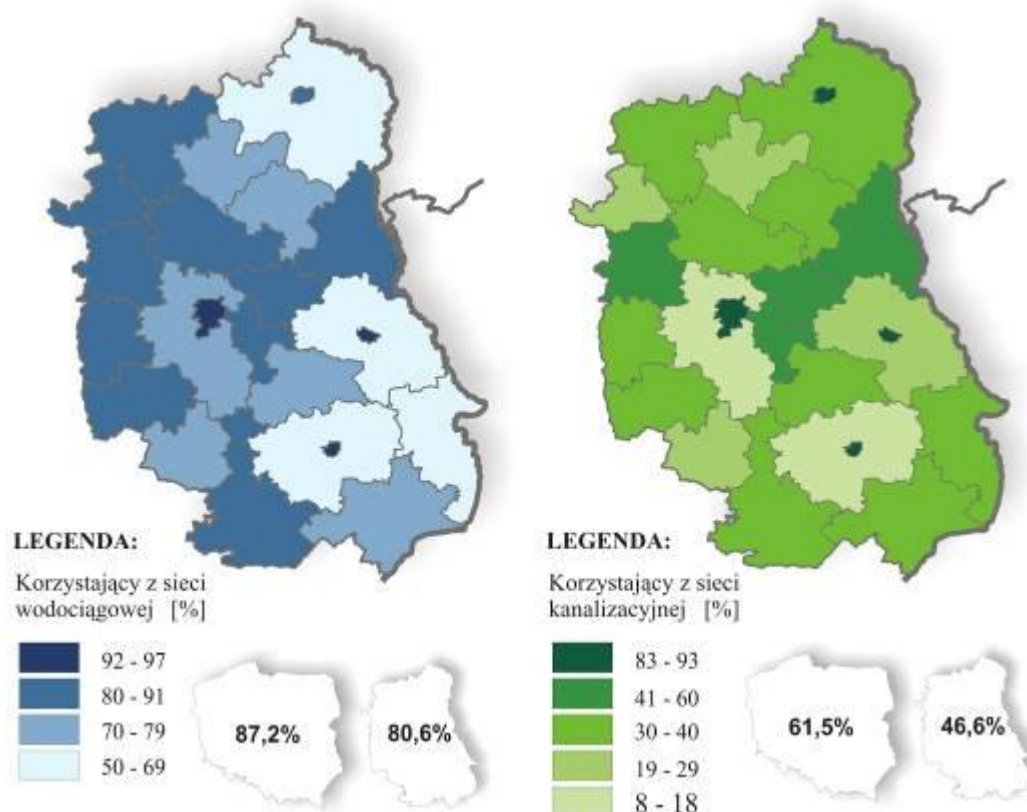 LEGENDA:
Korzystający z sieci
wodociągowej [%]
92 - 97
80 - 91
70 - 79
50 - 69
87,2%
80,6%
LEGENDA:
Korzystający z sieci
kanalizacyjnej [%]
83 - 93
41 - 60
30 - 40
19 - 29
8 - 18
61,5%
46,6%